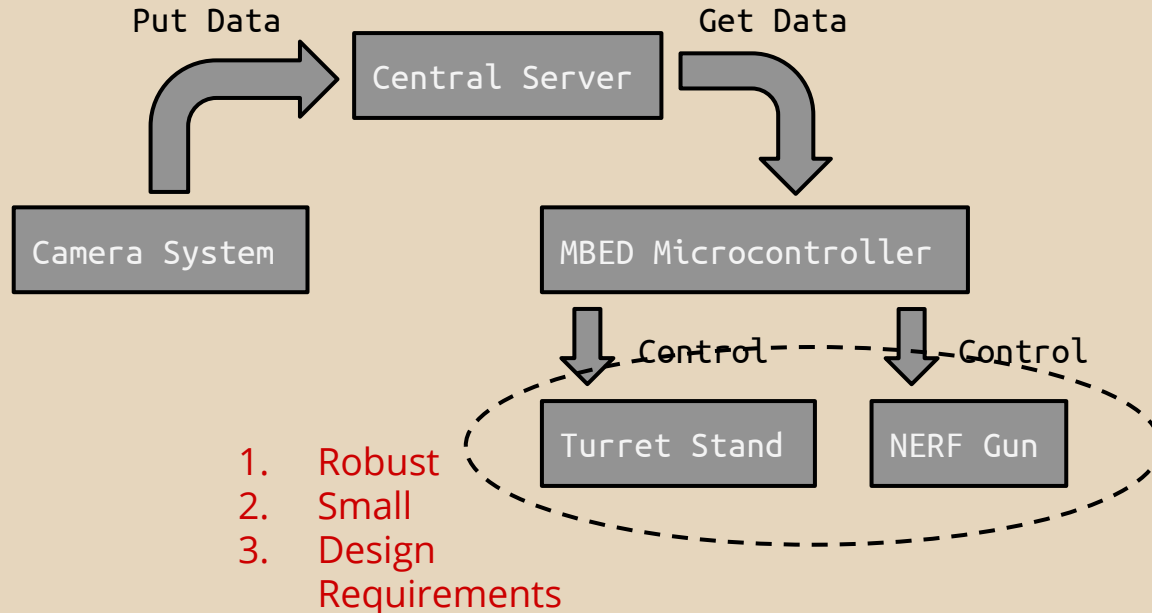 Put Data
Get Data
Central Server
Camera System
MBED Microcontroller
Control
Control
Turret Stand
NERF Gun
1. Robust
2. Small
3. Design
Requirements